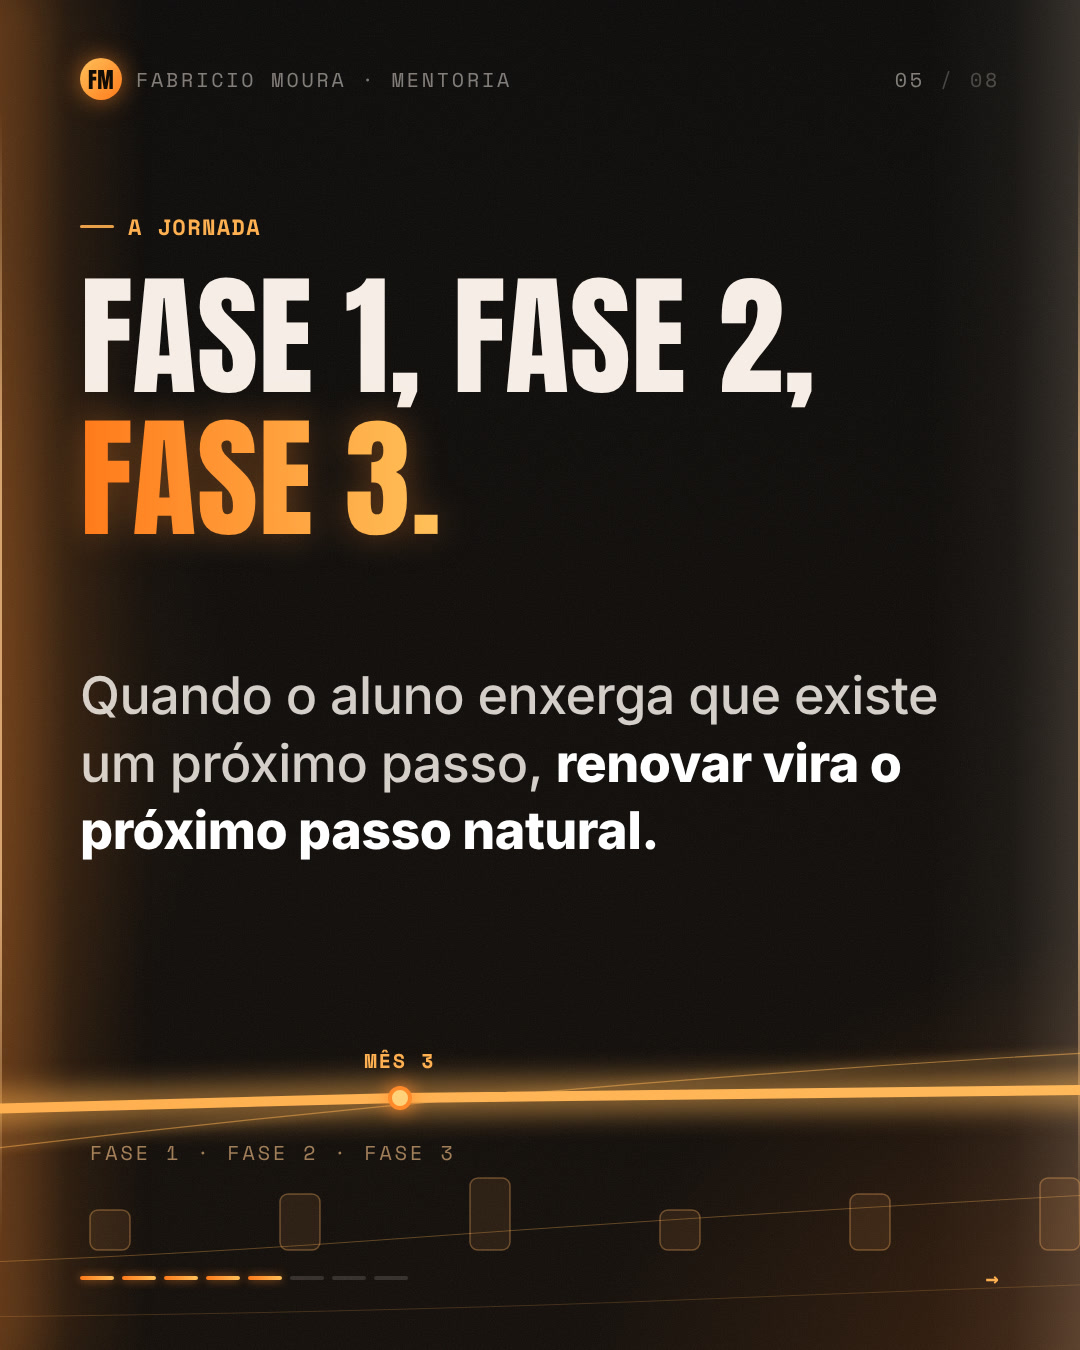 FM FABRICIO MOURA · MENTORIA 05 / 08
A JORNADA
FASE 1, FASE 2,
FASE 3.
Quando o aluno enxerga que existe
um próximo passo, renovar vira o
próximo passo natural.
MÊS 3
FASE 1 · FASE 2 · FASE 3
→